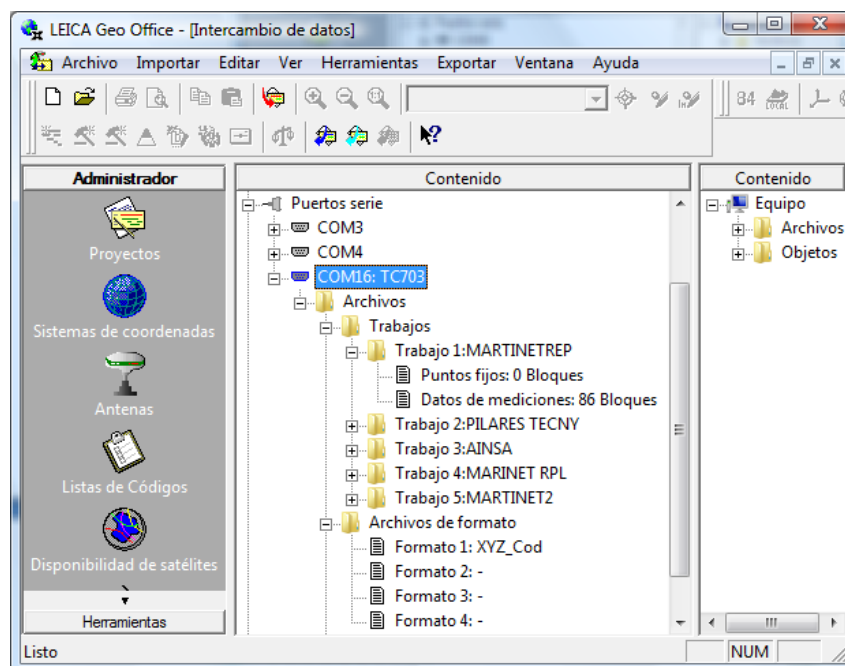 LEICA Geo Office - [Intercambio de datos]
Archivo Importar Editar Ver Herramientas Exportar Ventana Ayuda
84 LOCAL
Administrador
Proyectos
Sistemas de coordenadas
Antenas
Listas de Códigos
Disponibilidad de satélites
Herramientas
Contenido
Puertos serie
COM3
COM4
COM16: TC703
Archivos
Trabajos
Trabajo 1:MARTINETREP
Puntos fijos: 0 Bloques
Datos de mediciones: 86 Bloques
Trabajo 2:PILARES TECNY
Trabajo 3:AINSA
Trabajo 4:MARINET RPL
Trabajo 5:MARTINET2
Archivos de formato
Formato 1: XYZ_Cod
Formato 2: -
Formato 3: -
Formato 4: -
Contenido
Equipo
Archivos
Objetos
Listo
NUM